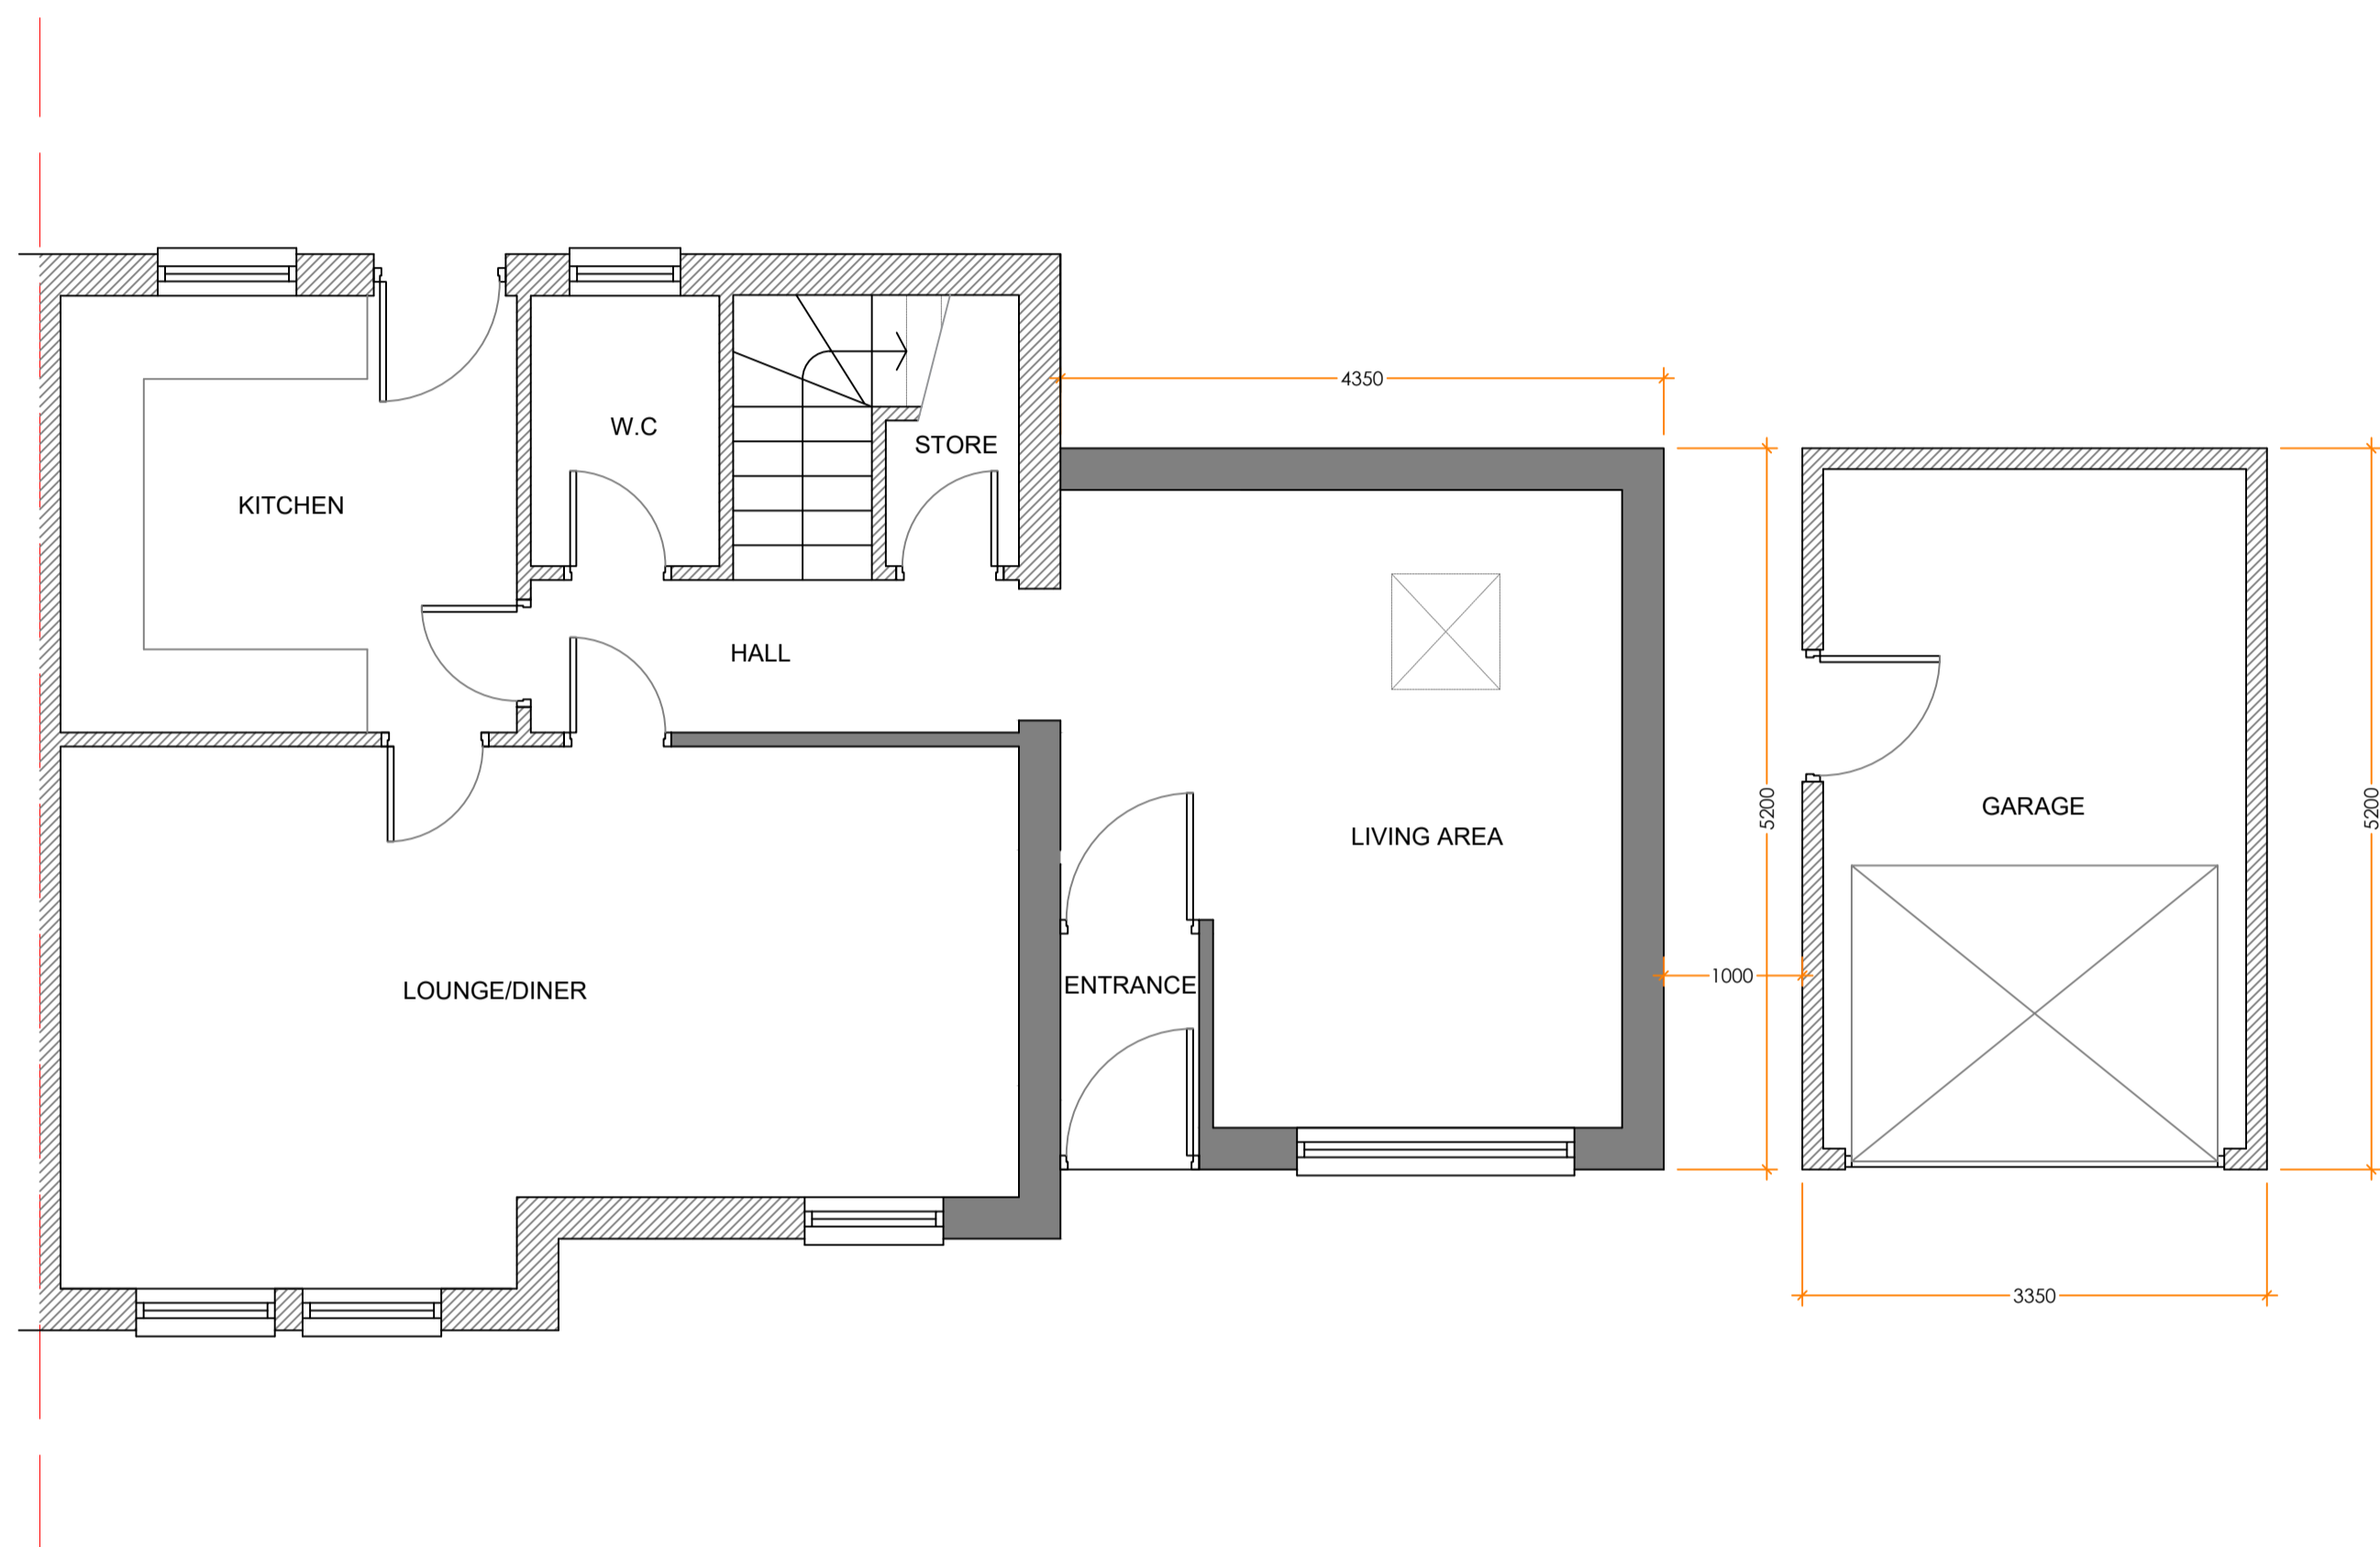 4350
W.C
STORE
KITCHEN
HALL
5200
5200
GARAGE
LIVING AREA
1000
ENTRANCE
LOUNGE/DINER
3350